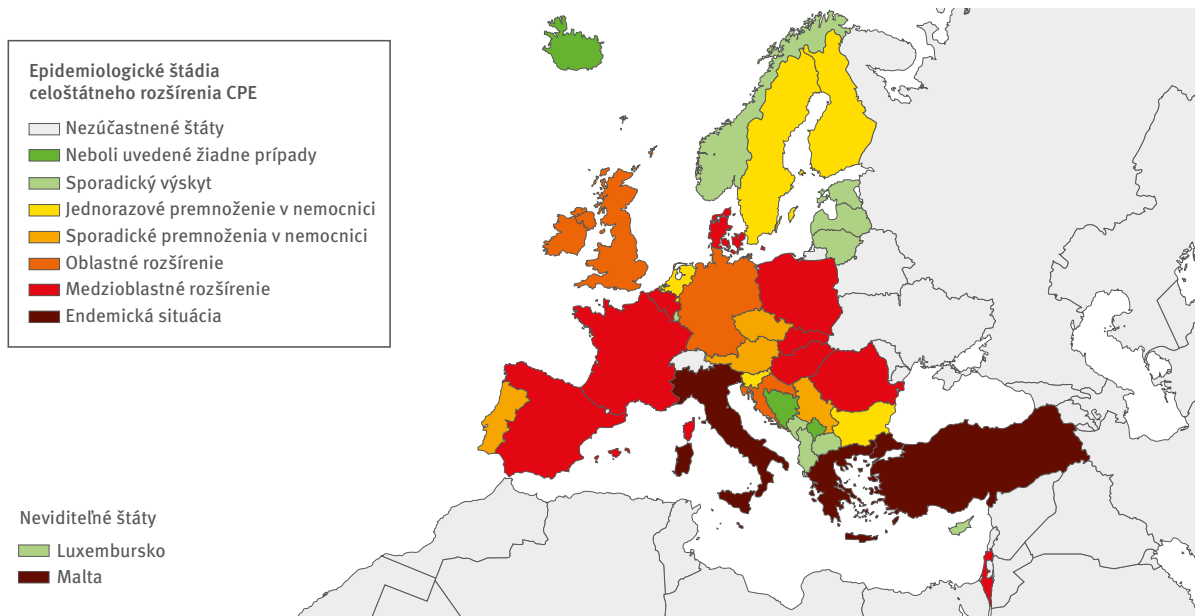 Epidemiologické štádia
celoštátneho rozšírenia CPE
Nezúčastnené štáty
Neboli uvedené žiadne prípady
Sporadický výskyt
Jednorazové premnoženie v nemocnici
Sporadické premnoženia v nemocnici
Oblastné rozšírenie
Medzioblastné rozšírenie
Endemická situácia
Neviditeľné štáty
Luxembursko
Malta